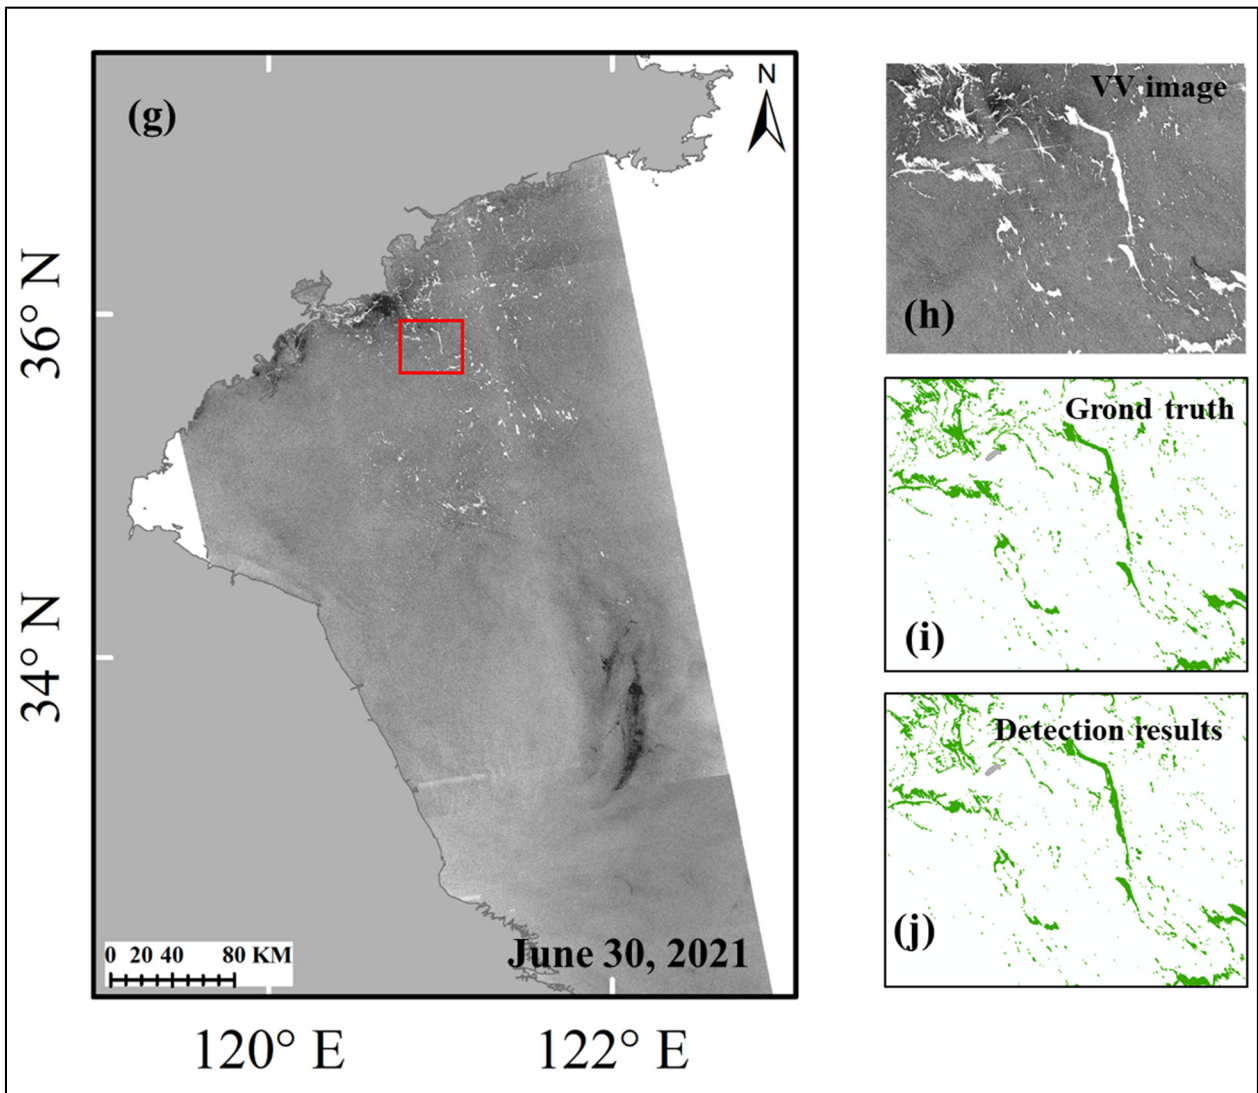 (g)
N
36° N
34° N
0 20 40 80 KM
June 30, 2021
120° E 122° E
VV image
(h)
Grond truth
(i)
Detection results
(j)